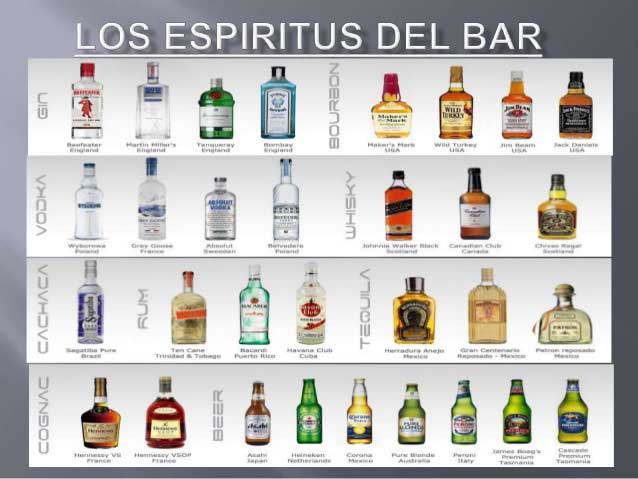 LOS ESPIRITUS DEL BAR
GIN
Beefeater
England
Martin Miller's
England
Tanqueray
England
Bombay
England
BOURBON
Maker's Mark
USA
Wild Turkey
USA
Jim Beam
USA
Jack Daniels
USA
VODKA
Wyborowa
Poland
Grey Goose
France
Absolut
Sweeden
Belvedere
Poland
WHISKY
Johnnie Walker Black
Scotland
Canadian Club
Canada
Chivas Regal
Scotland
CACHACA
Sagatiba Pure
Brazil
RUM
Ten Cane
Trinidad & Tobago
Bacardi
Puerto Rico
Havana Club
Cuba
TEQUILA
Herradura Anejo
Mexico
Gran Centenario
Reposado - Mexico
Patron reposado
Mexico
COGNAC
Hennessy VS
France
Hennessy VSOP
France
BEER
Asahi
Japan
Heineken
Netherlands
Corona
Mexico
Pure Blonde
Australia
Peroni
Italy
James Boag's
Premium
Tasmania
Cascade
Premium
Tasmania